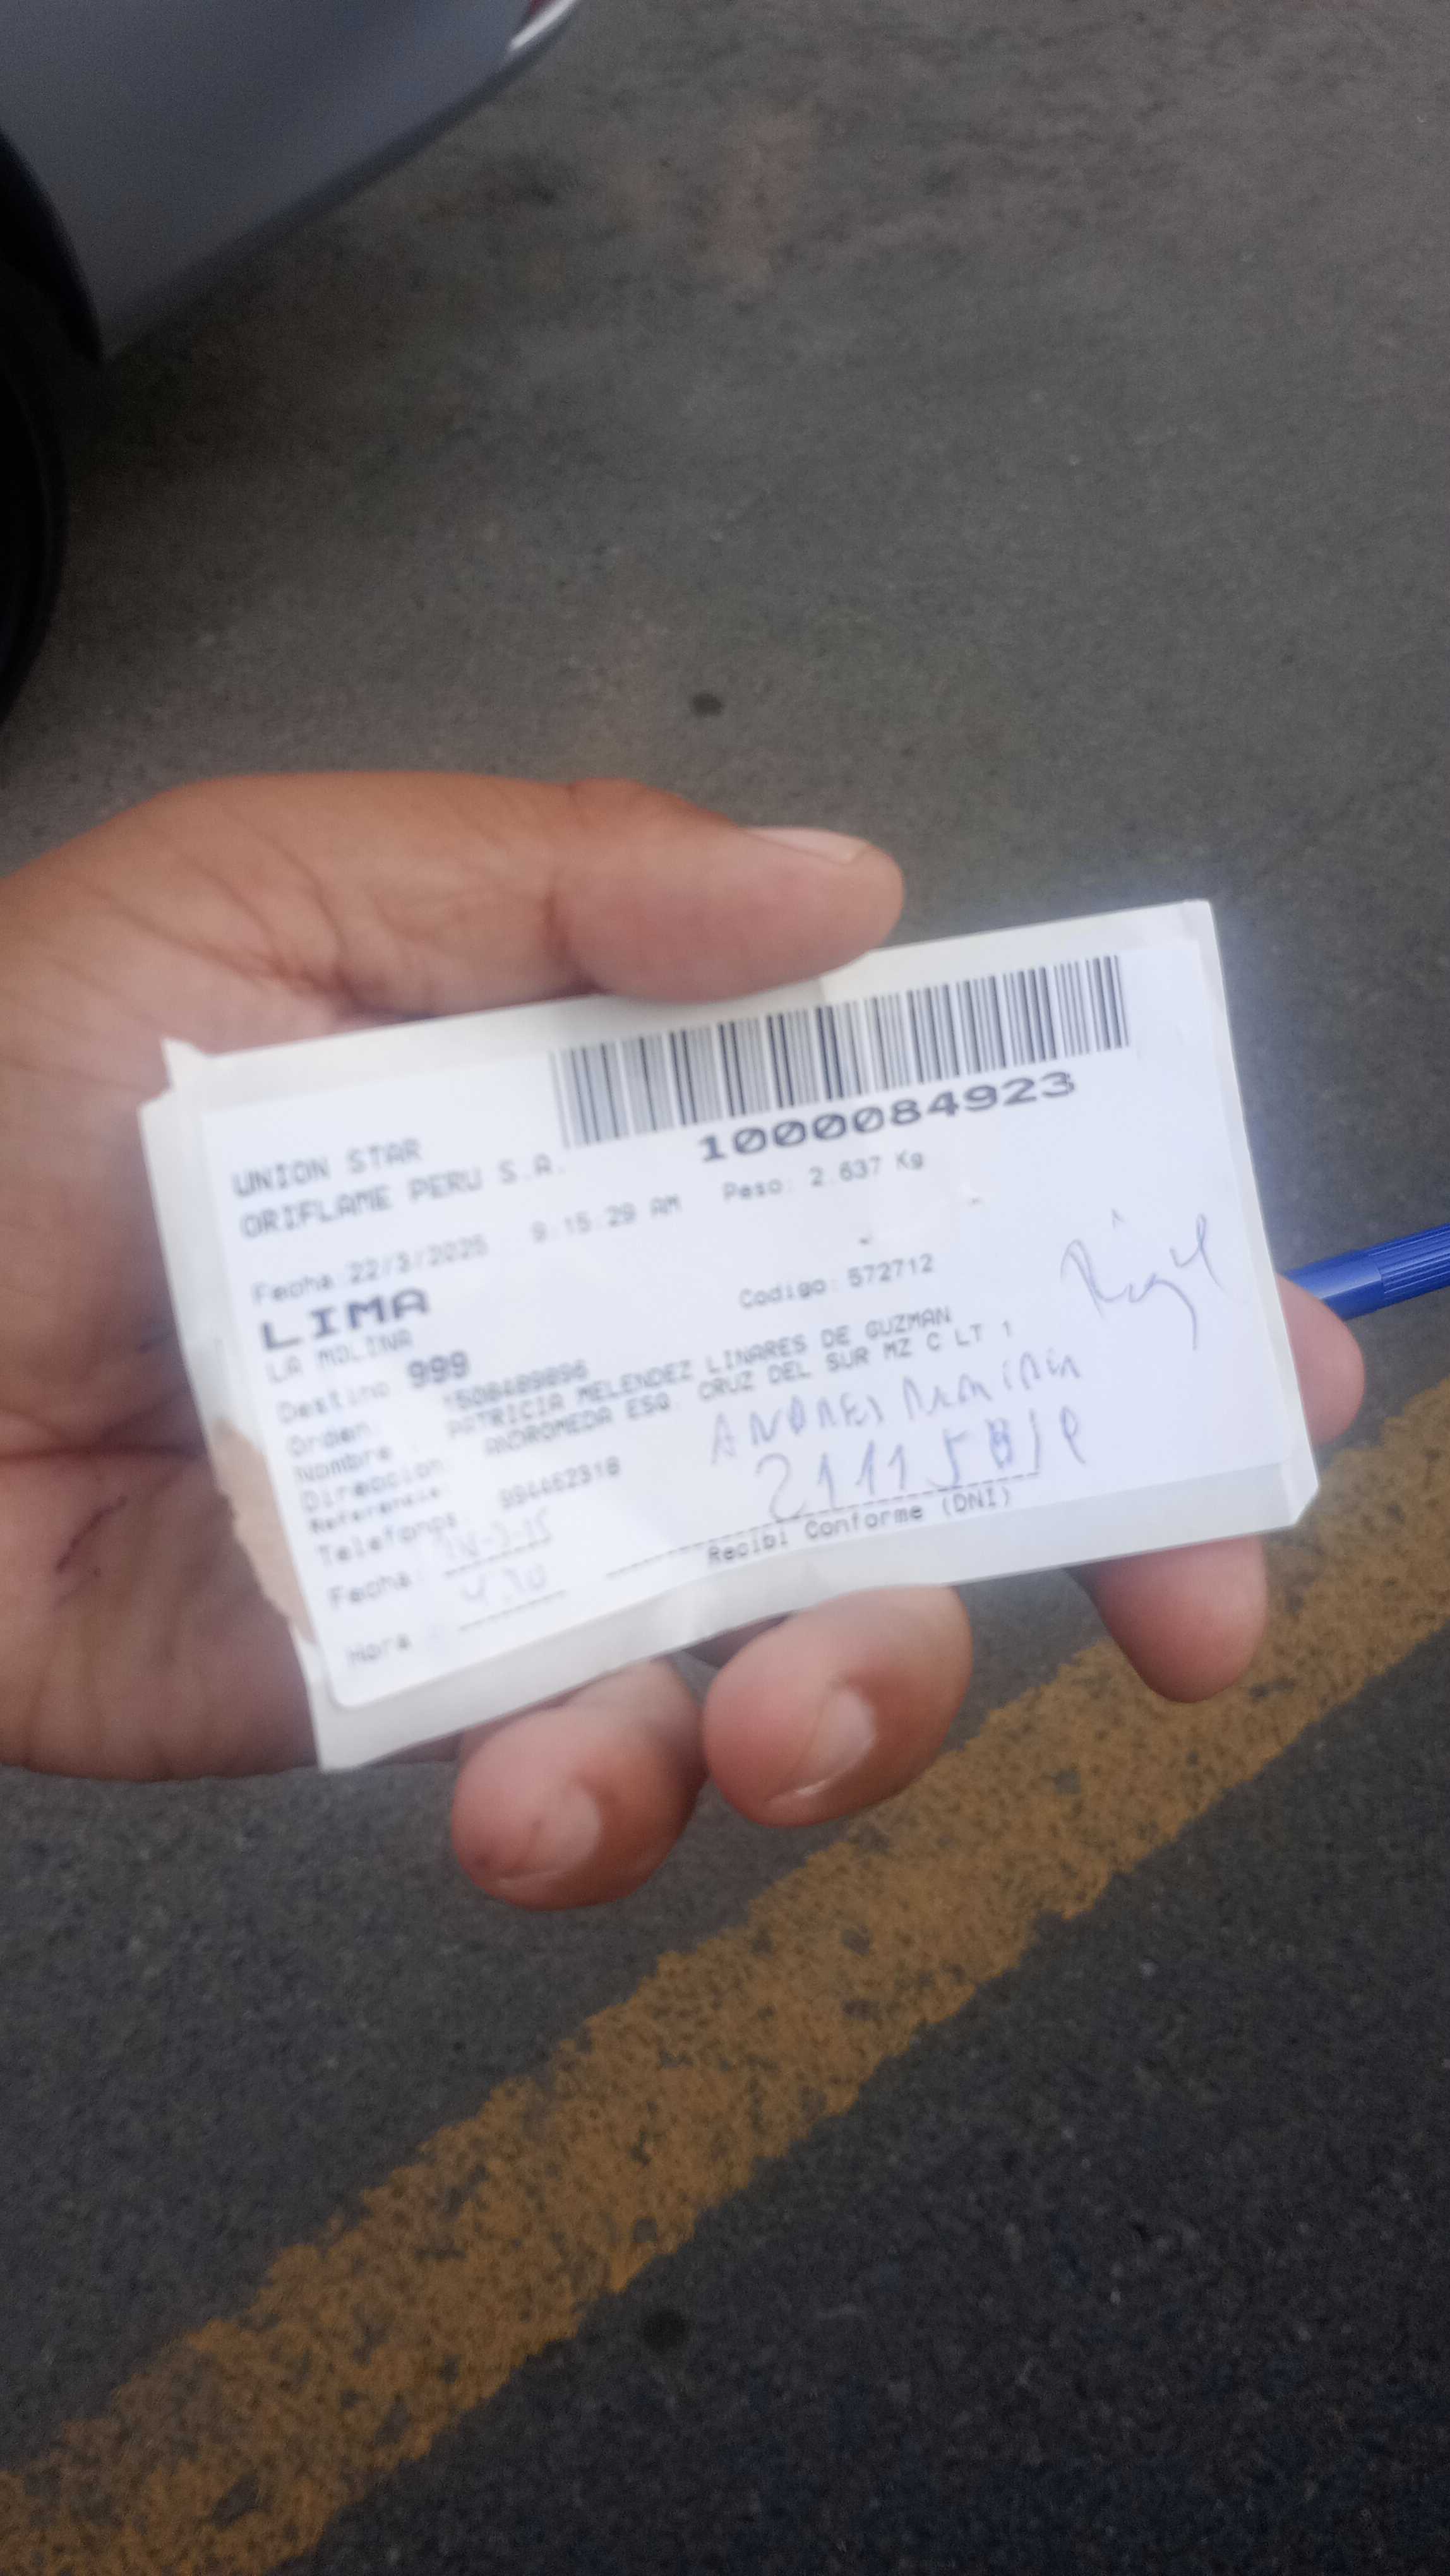 1000084923
UNION STAR
ORIFLAME PERU S.A.
Fecha: 22/3/2025 9:15:29 AM Peso: 2.637 Kg
LIMA
LA MOLINA Codigo: 572712
Destino: 999
Orden: 1508489896
Nombre: PATRICIA MELENDEZ LINARES DE GUZMAN
Direccion: ANDROMEDA ESQ. CRUZ DEL SUR MZ C LT 1
Referencia:
Telefonos: 994462318
Fecha:
Hora :
Recibi Conforme (DNI)